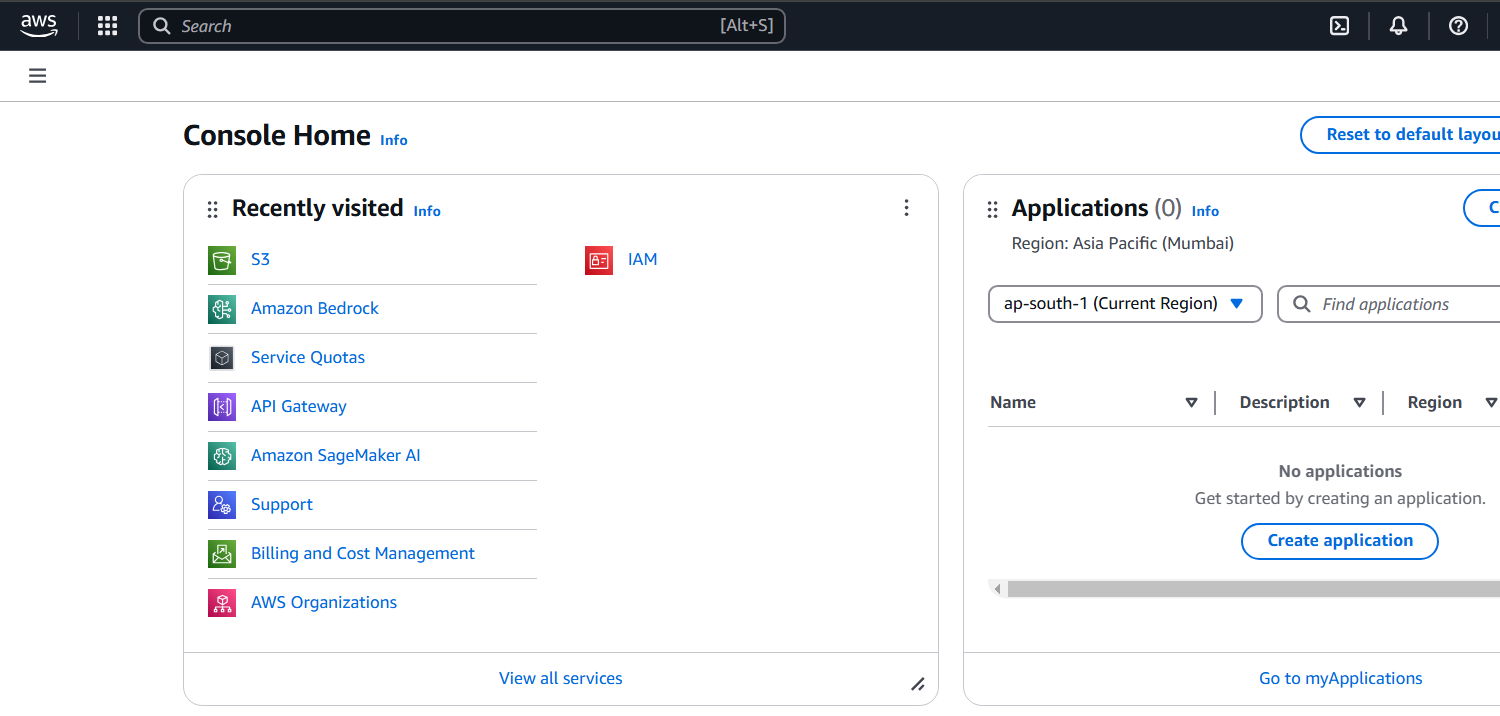 aws
Search [Alt+S]
Console Home Info
Reset to default layou
Recently visited Info
S3
Amazon Bedrock
Service Quotas
API Gateway
Amazon SageMaker AI
Support
Billing and Cost Management
AWS Organizations
IAM
View all services
Applications (0) Info
C
Region: Asia Pacific (Mumbai)
ap-south-1 (Current Region) Find applications
Name Description Region
No applications
Get started by creating an application.
Create application
Go to myApplications